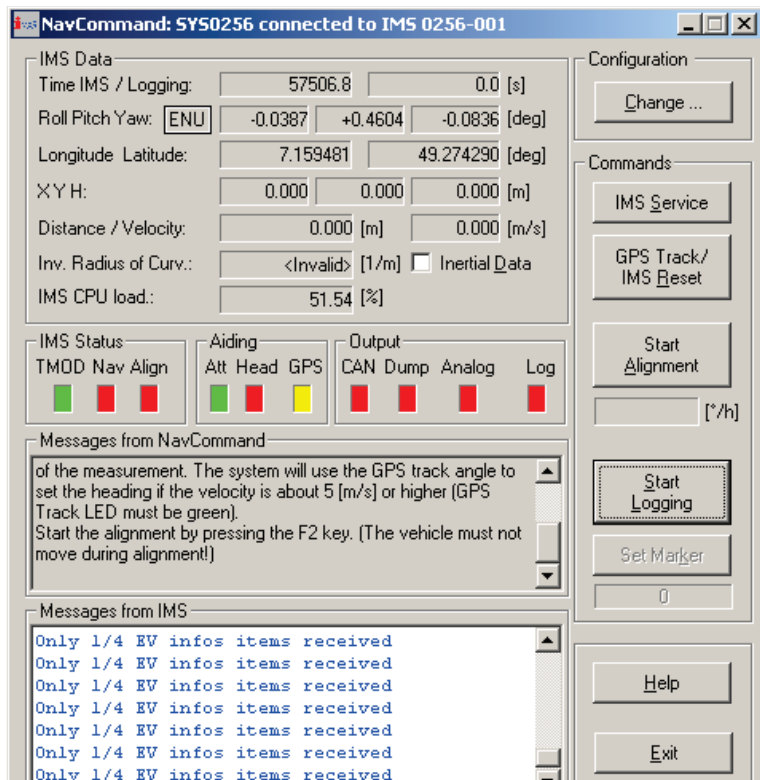 NavCommand: SYS0256 connected to IMS 0256-001
IMS Data
Time IMS / Logging: 57506.8 0.0 [s]
Roll Pitch Yaw: ENU -0.0387 +0.4604 -0.0836 [deg]
Longitude Latitude: 7.159481 49.274290 [deg]
X Y H: 0.000 0.000 0.000 [m]
Distance / Velocity: 0.000 [m] 0.000 [m/s]
Inv. Radius of Curv.: <Invalid> [1/m] Inertial Data
IMS CPU load.: 51.54 [%]
Configuration
Change ...
Commands
IMS Service
GPS Track/
IMS Reset
Start
Alignment
[°/h]
Start
Logging
Set Marker
0
IMS Status
TMOD Nav Align
Aiding
Att Head GPS
Output
CAN Dump Analog Log
Messages from NavCommand
of the measurement. The system will use the GPS track angle to
set the heading if the velocity is about 5 [m/s] or higher (GPS
Track LED must be green).
Start the alignment by pressing the F2 key. (The vehicle must not
move during alignment!)
Messages from IMS
Only 1/4 EV infos items received
Only 1/4 EV infos items received
Only 1/4 EV infos items received
Only 1/4 EV infos items received
Only 1/4 EV infos items received
Only 1/4 EV infos items received
Only 1/4 EV infos items received
Help
Exit